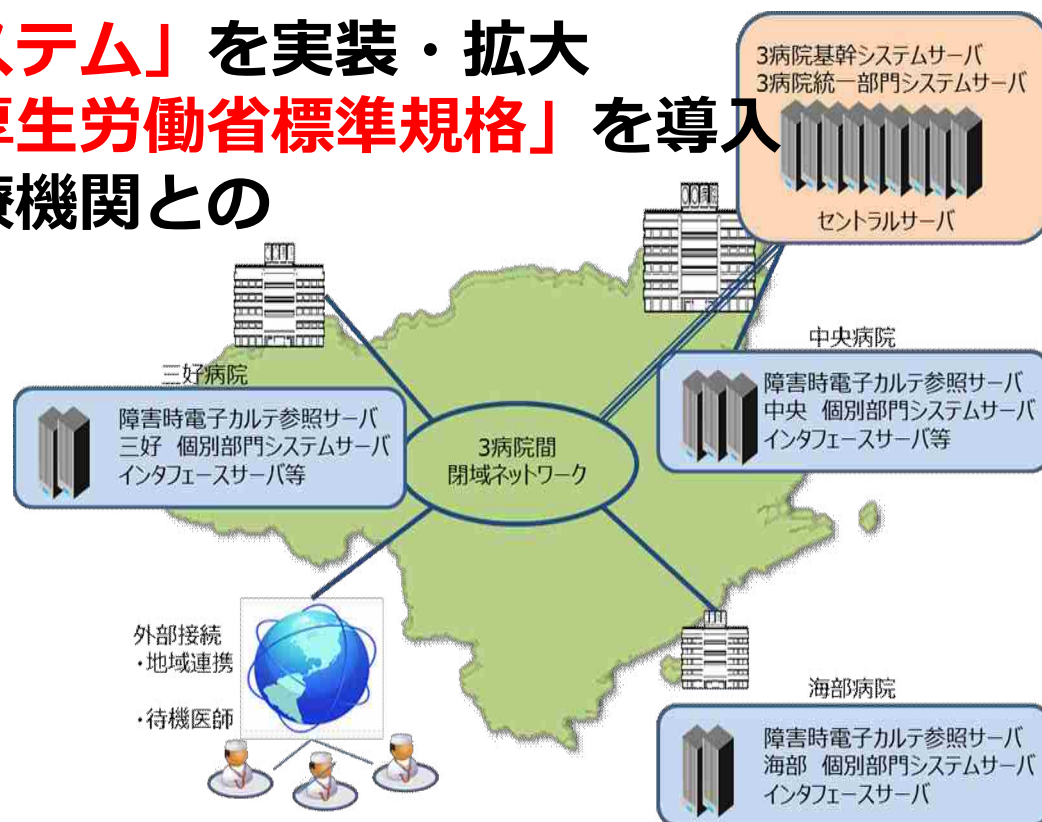 ステム」を実装・拡大
厚生労働省標準規格」を導入
療機関との
3病院基幹システムサーバ
3病院統一部門システムサーバ
セントラルサーバ
中央病院
障害時電子カルテ参照サーバ
中央 個別部門システムサーバ
インタフェースサーバ等
三好病院
障害時電子カルテ参照サーバ
三好 個別部門システムサーバ
インタフェースサーバ等
3病院間
閉域ネットワーク
外部接続
・地域連携
・待機医師
海部病院
障害時電子カルテ参照サーバ
海部 個別部門システムサーバ
インタフェースサーバ